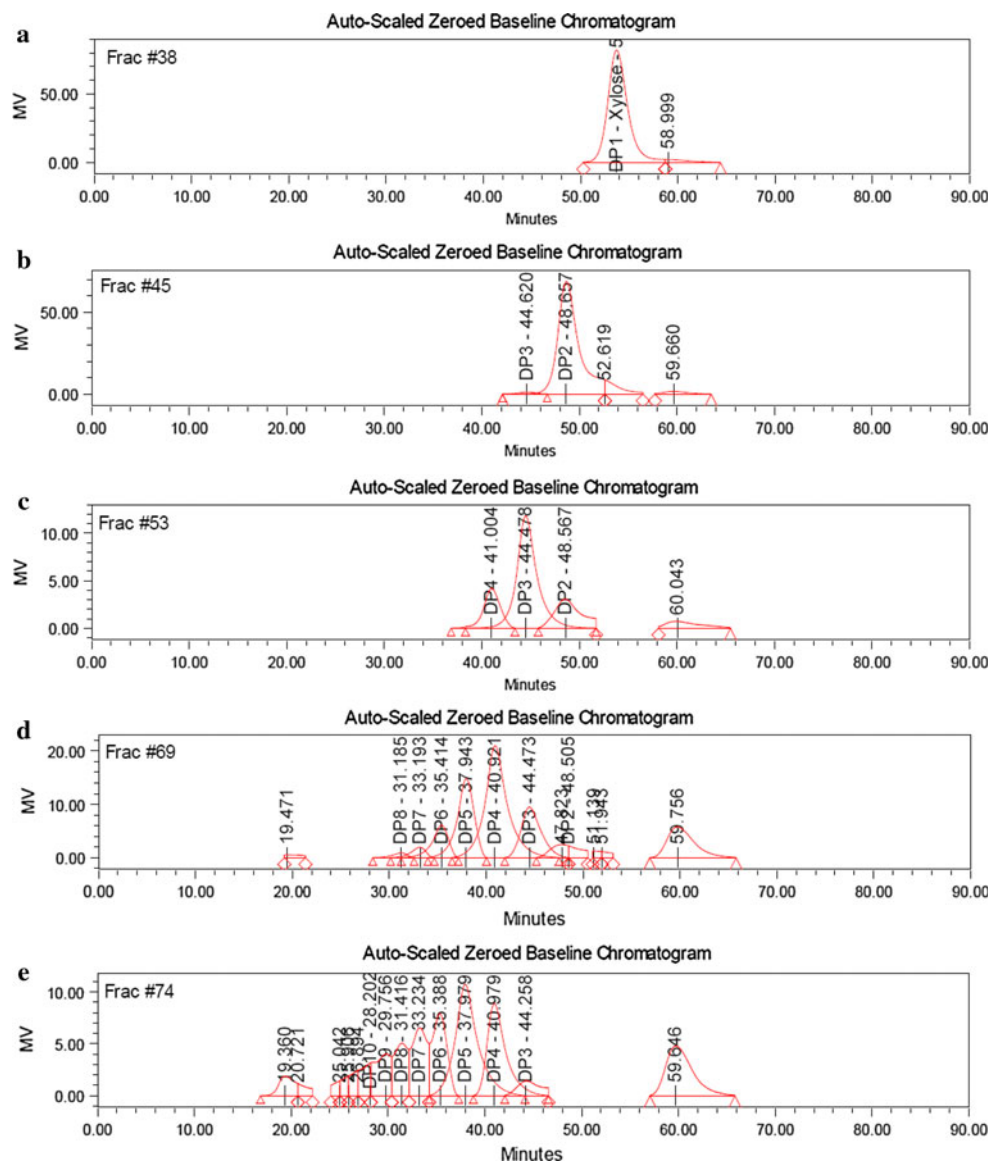 a
Auto-Scaled Zeroed Baseline Chromatogram
Frac #38
MV
50.00
0.00
DP1 - Xylose - 5
58.999
0.00 10.00 20.00 30.00 40.00 50.00 60.00 70.00 80.00 90.00
Minutes
b
Auto-Scaled Zeroed Baseline Chromatogram
Frac #45
MV
50.00
0.00
DP3 - 44.620
DP2 - 48.657
52.619
59.660
0.00 10.00 20.00 30.00 40.00 50.00 60.00 70.00 80.00 90.00
Minutes
c
Auto-Scaled Zeroed Baseline Chromatogram
Frac #53
MV
10.00
5.00
0.00
DP4 - 41.004
DP3 - 44.478
DP2 - 48.567
60.043
0.00 10.00 20.00 30.00 40.00 50.00 60.00 70.00 80.00 90.00
Minutes
d
Auto-Scaled Zeroed Baseline Chromatogram
Frac #69
MV
20.00
10.00
0.00
19.471
DP8 - 31.185
DP7 - 33.193
DP6 - 35.414
DP5 - 37.943
DP4 - 40.921
DP3 - 44.473
47.823
DP2 - 48.505
51.139
51.943
59.756
0.00 10.00 20.00 30.00 40.00 50.00 60.00 70.00 80.00 90.00
Minutes
e
Auto-Scaled Zeroed Baseline Chromatogram
Frac #74
MV
10.00
5.00
0.00
19.360
20.721
25.042
DP10 - 28.202
DP9 - 29.756
DP8 - 31.416
DP7 - 33.234
DP6 - 35.388
DP5 - 37.979
DP4 - 40.979
DP3 - 44.258
59.646
0.00 10.00 20.00 30.00 40.00 50.00 60.00 70.00 80.00 90.00
Minutes